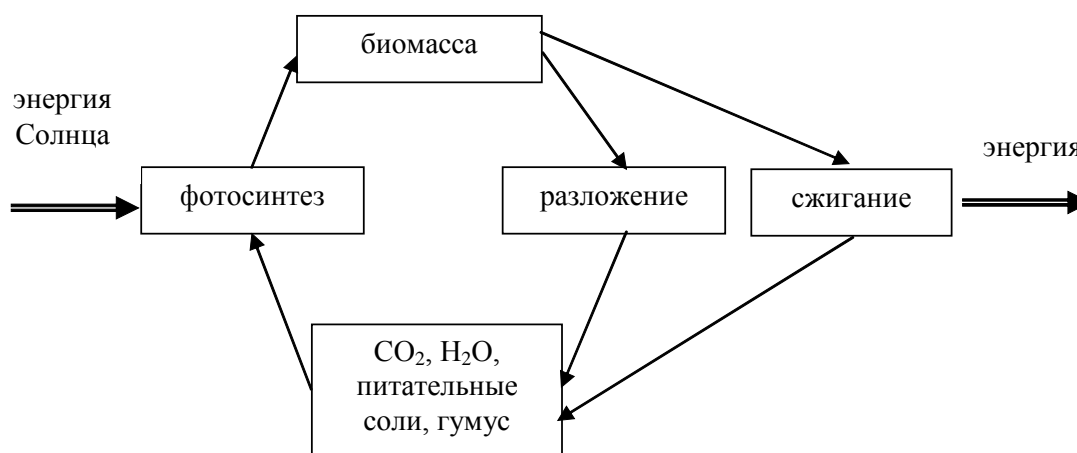 биомасса
энергия
Солнца
энергия
фотосинтез
разложение
сжигание
CO₂, H₂O,
питательные
соли, гумус